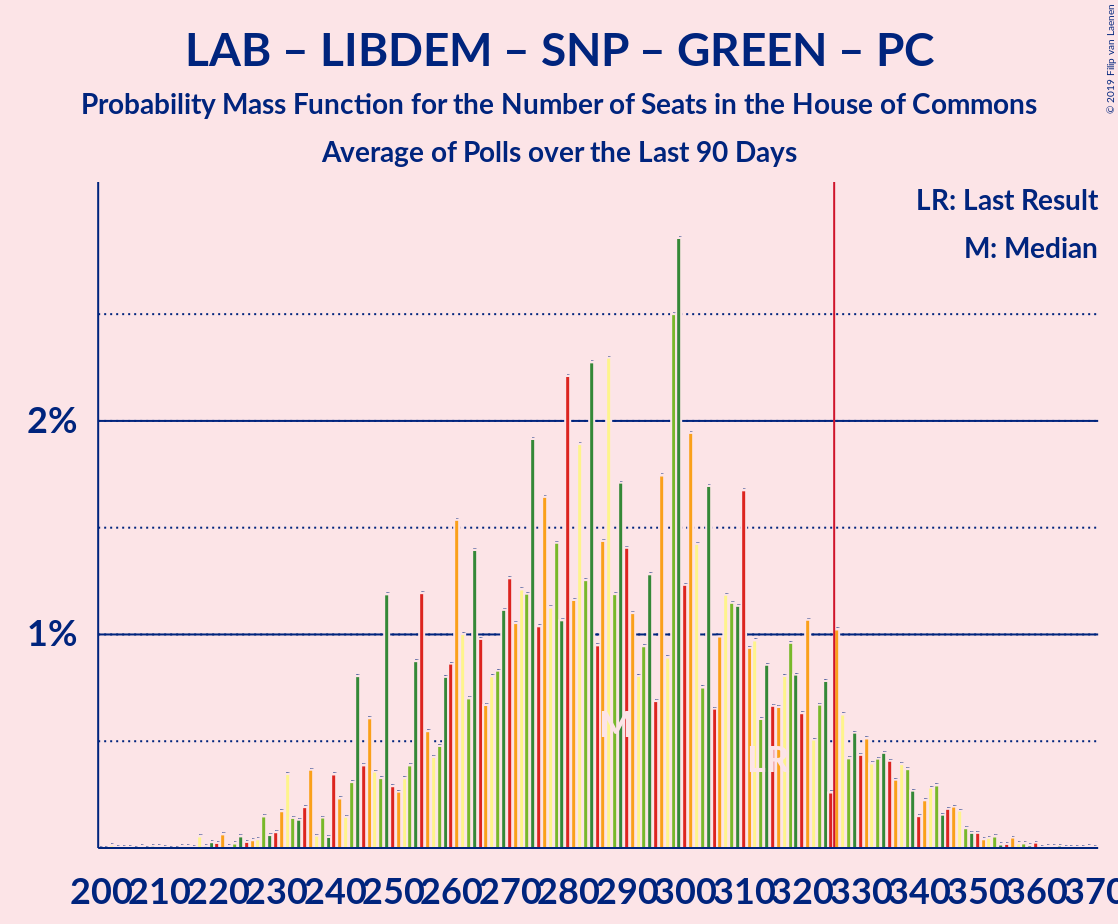 LAB – LIBDEM – SNP – GREEN – PC
Probability Mass Function for the Number of Seats in the House of Commons
Average of Polls over the Last 90 Days
© 2019 Filip van Laenen
LR: Last Result
M: Median
2%
1%
M
LR
200 210 220 230 240 250 260 270 280 290 300 310 320 330 340 350 360 370